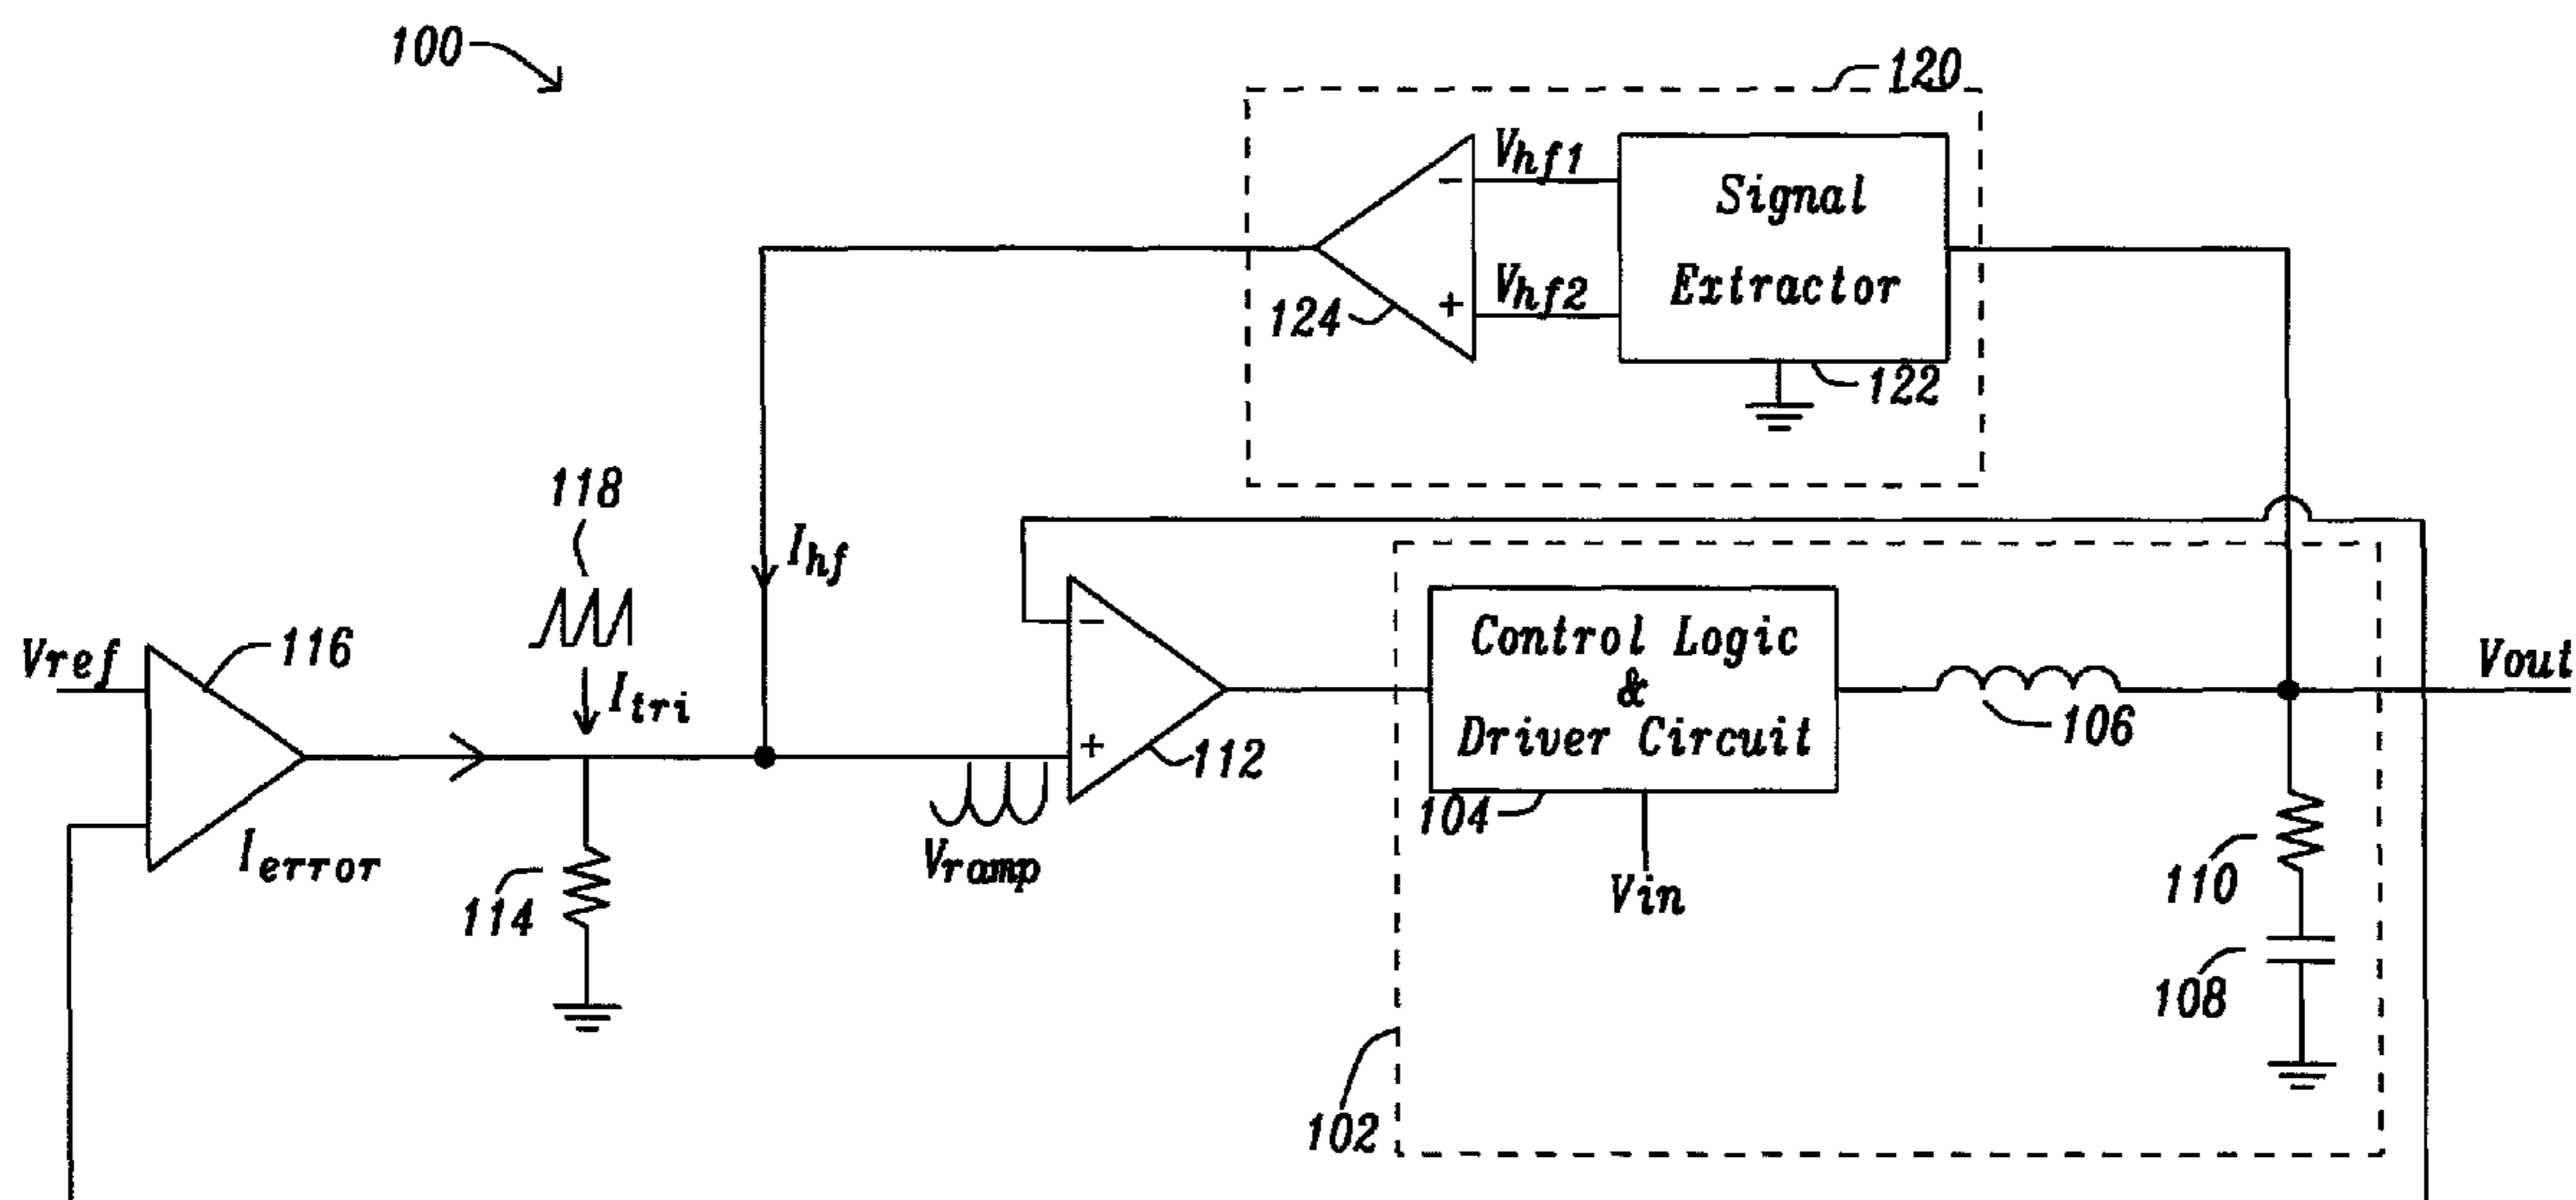 100
120
Vhf1
Signal
Extractor
Vhf2
124
122
118
Ihf
Vref
116
Itri
Control Logic
&
Driver Circuit
Vout
106
112
104
Ierror
Vramp
Vin
110
114
108
102
−
+
−
+